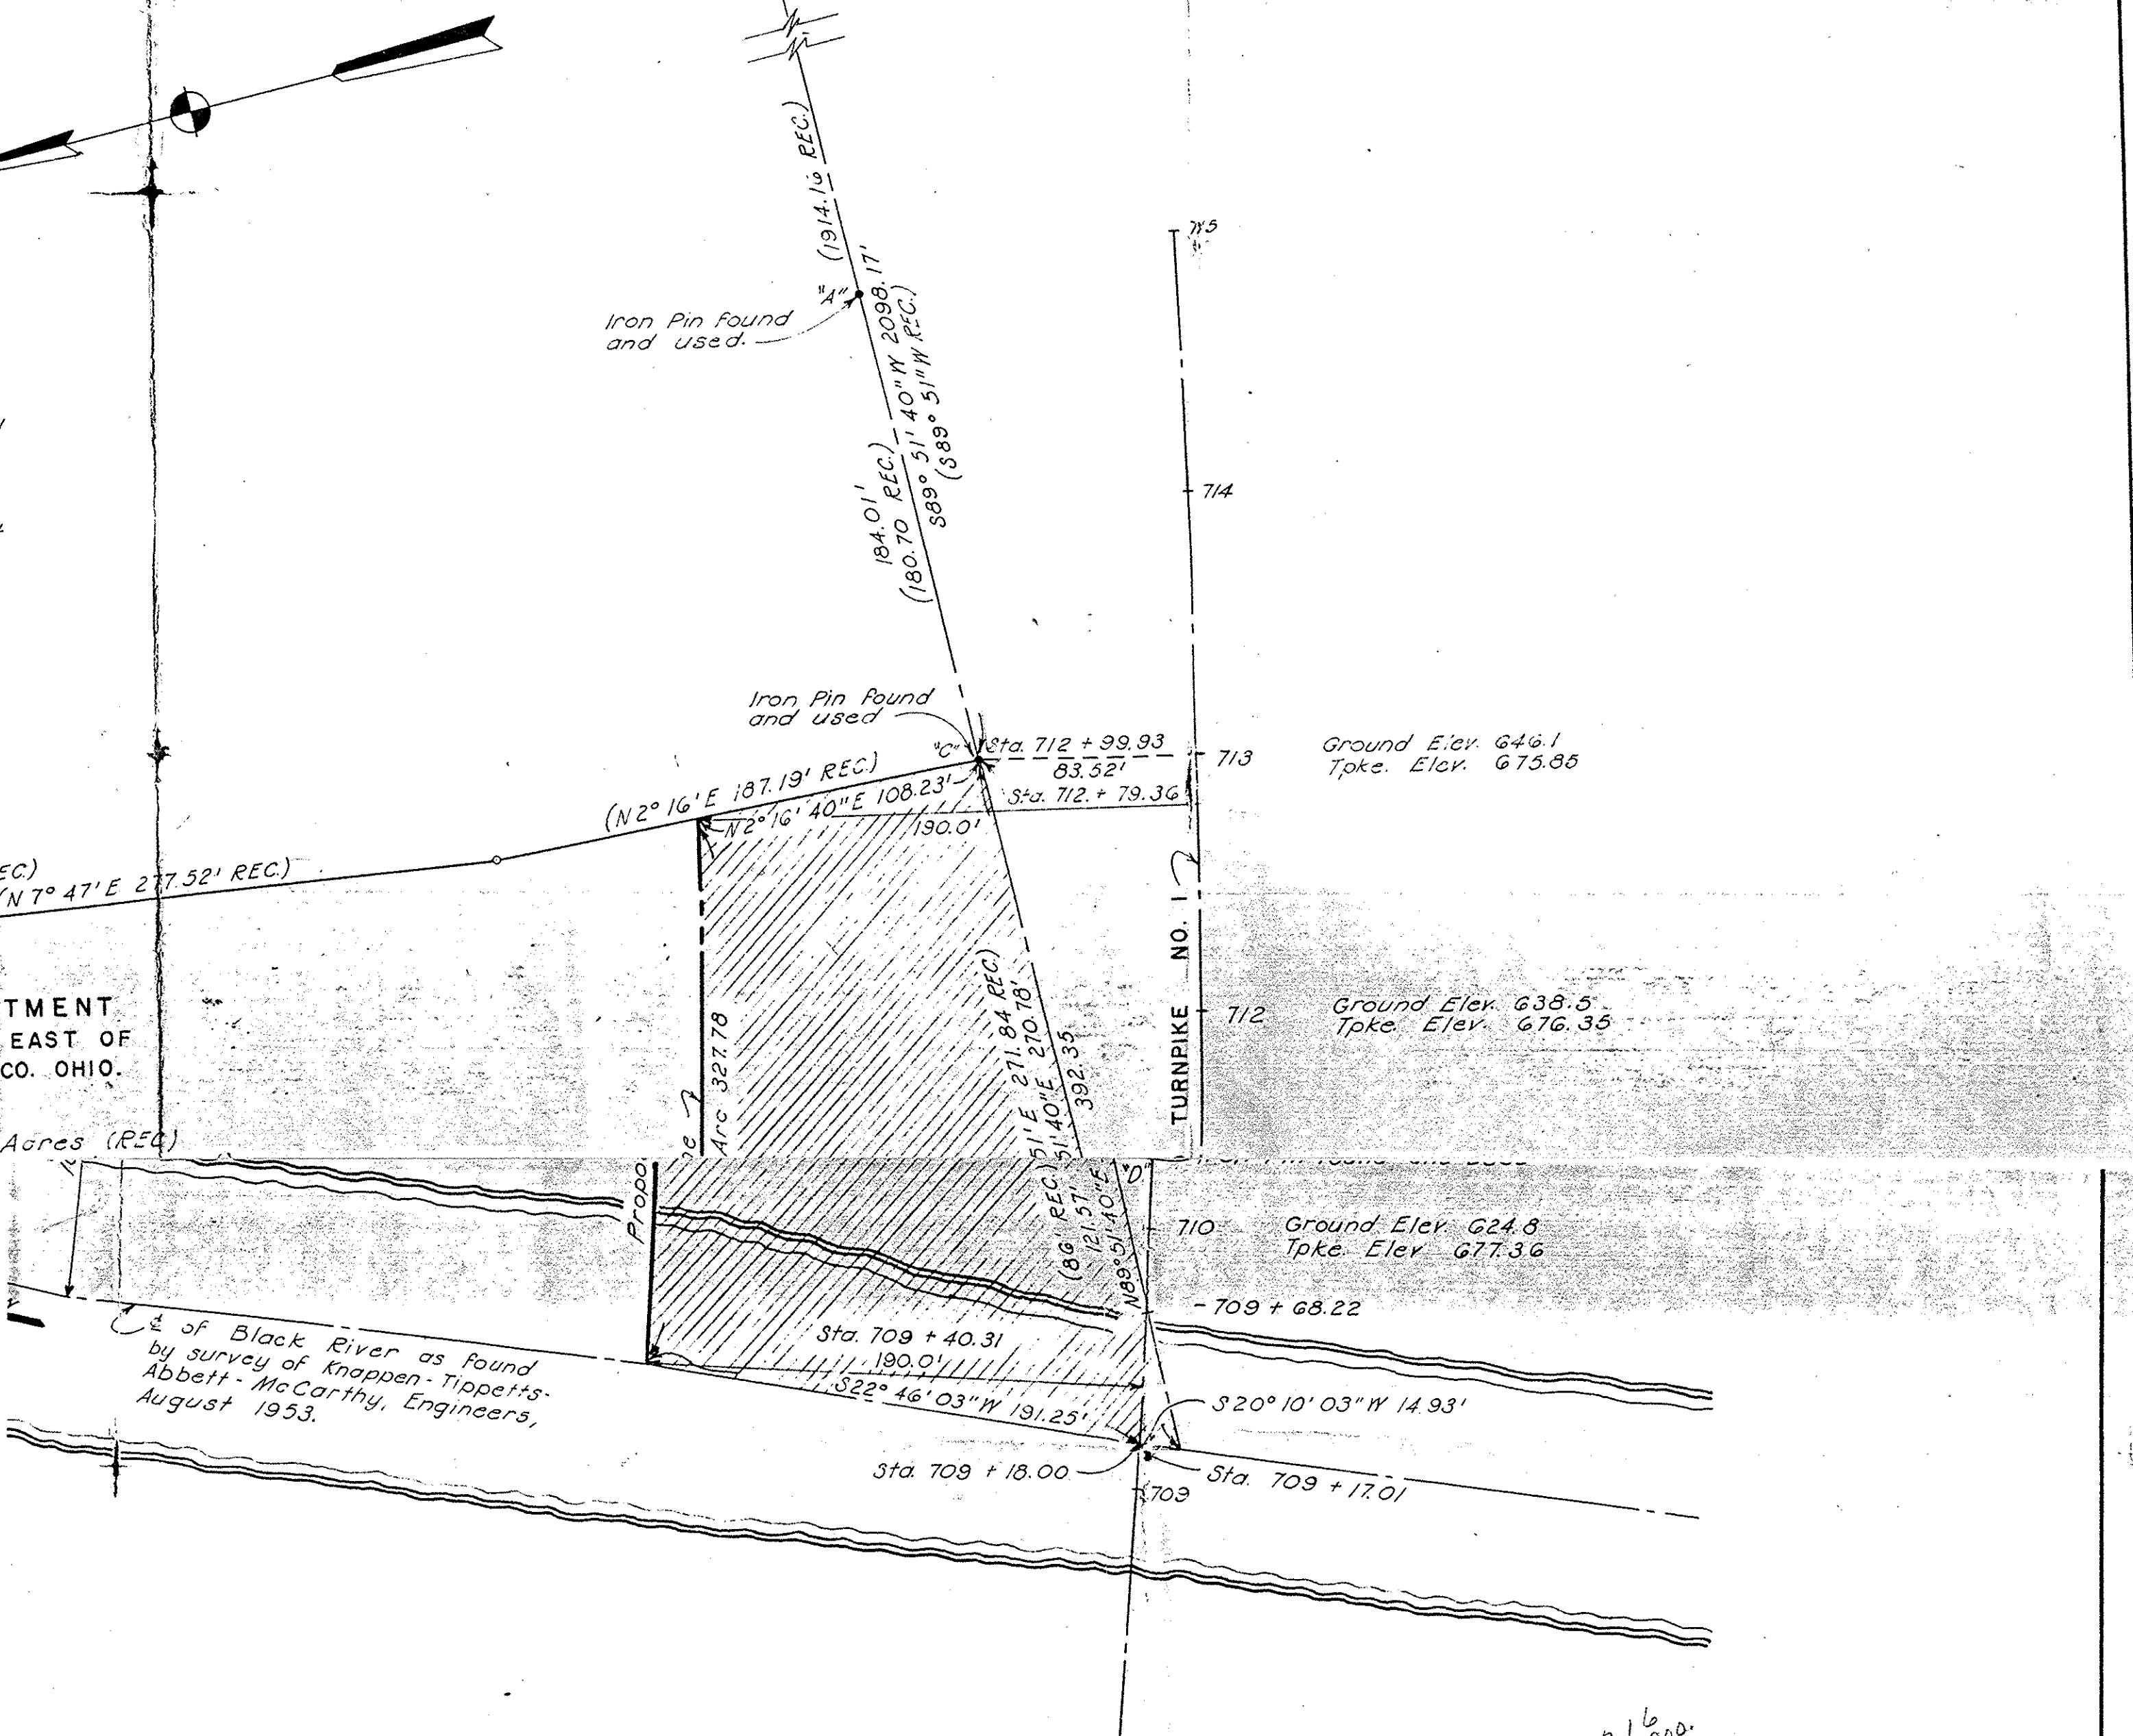 (1914.16 REC.)
715
"A"
Iron Pin found
and used.
S89° 51' 40" W 2098.17'
(S89° 51" W REC.)
184.01'
(180.70 REC.)
714
Iron Pin found
and used
"C"
Sta. 712 + 99.93
83.52'
713
Ground Elev. 646.1
Tpke. Elev. 675.85
(N 2° 16' E 187.19' REC.)
N 2° 16' 40" E 108.23'
Sta. 712 + 79.36
190.0'
EC.)
(N 7° 47' E 277.52' REC.)
TURNPIKE NO. 1
TMENT
EAST OF
CO. OHIO.
Arc 327.78
51' E 271.84 REC.)
51' 40" E 270.78'
392.35
712
Ground Elev. 638.5
Tpke. Elev. 676.35
Acres (REC.)
ne
Propo
(86' REC.)
121.57'
N89° 51' 40" E
"D"
710
Ground Elev. 624.8
Tpke. Elev 677.36
- 709 + 68.22
℄ of Black River as found
by survey of Knappen-Tippetts-
Abbett-McCarthy, Engineers,
August 1953.
Sta. 709 + 40.31
190.0'
S22° 46' 03" W 191.25'
S20° 10' 03" W 14.93'
Sta. 709 + 18.00
Sta. 709 + 17.01
709